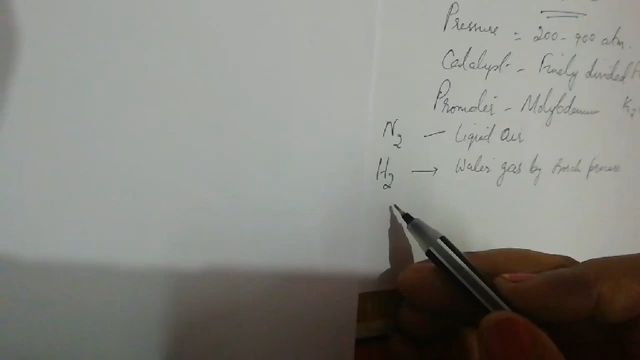 Pressure = 200-900 atm.
Catalyst - Finely divided
Promoter - Molybdenum
N2 — Liquid air
H2 → Water gas by Bosch process